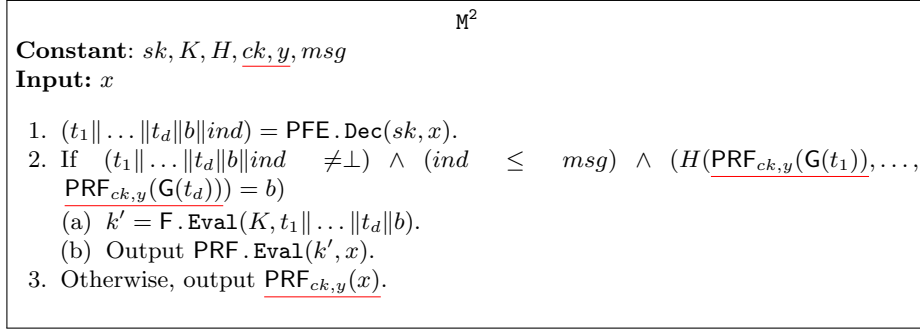 M²
Constant: sk, K, H, ck, y, msg
Input: x
1. (t₁‖ … ‖t_d‖b‖ind) = PFE.Dec(sk, x).
2. If (t₁‖ … ‖t_d‖b‖ind ≠⊥) ∧ (ind ≤ msg) ∧ (H(PRF_{ck,y}(G(t₁)), … ,
PRF_{ck,y}(G(t_d))) = b)
(a) k′ = F.Eval(K, t₁‖ … ‖t_d‖b).
(b) Output PRF.Eval(k′, x).
3. Otherwise, output PRF_{ck,y}(x).